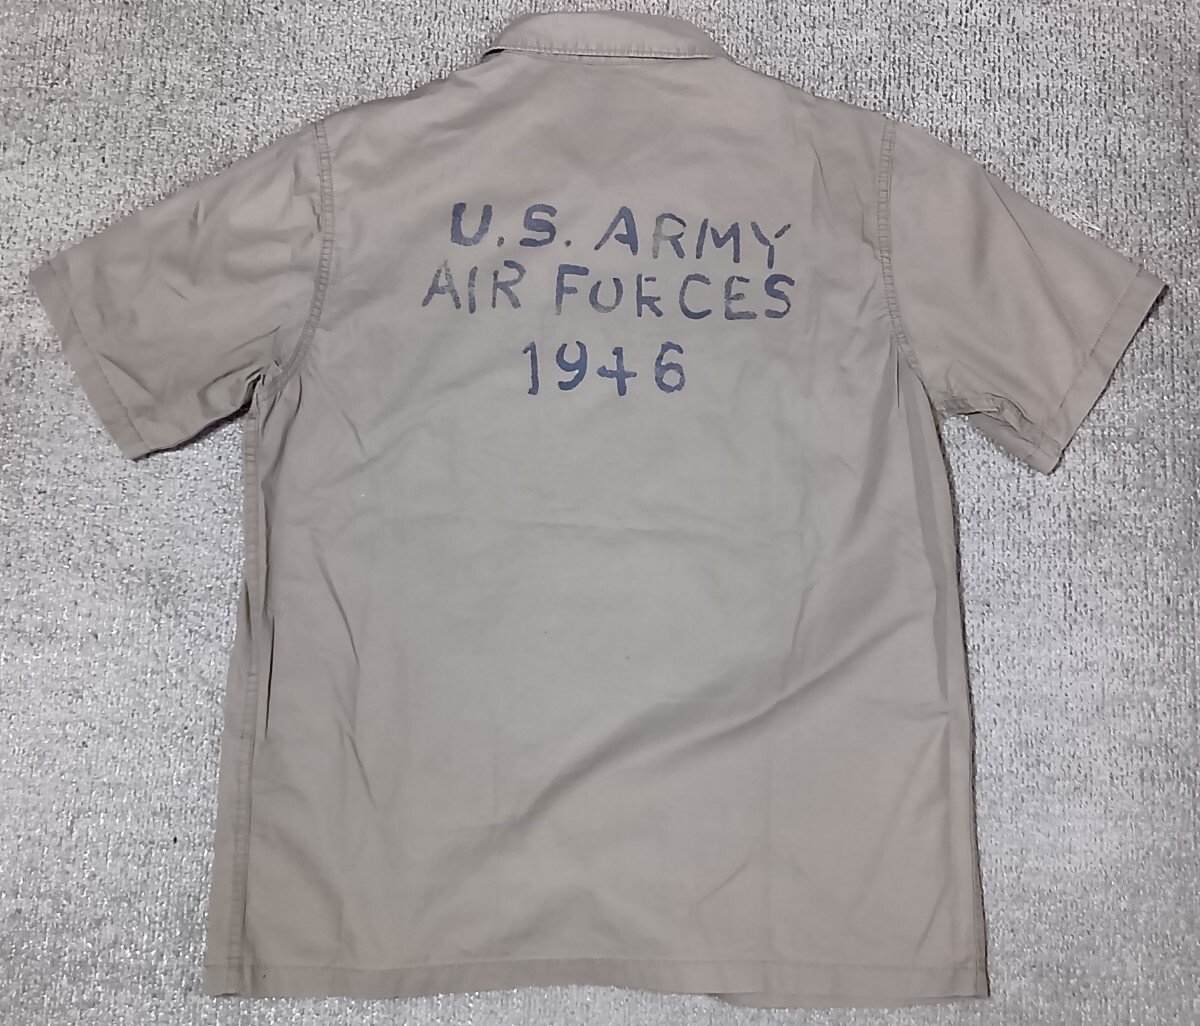 U.S. ARMY
AIR FORCES
1946